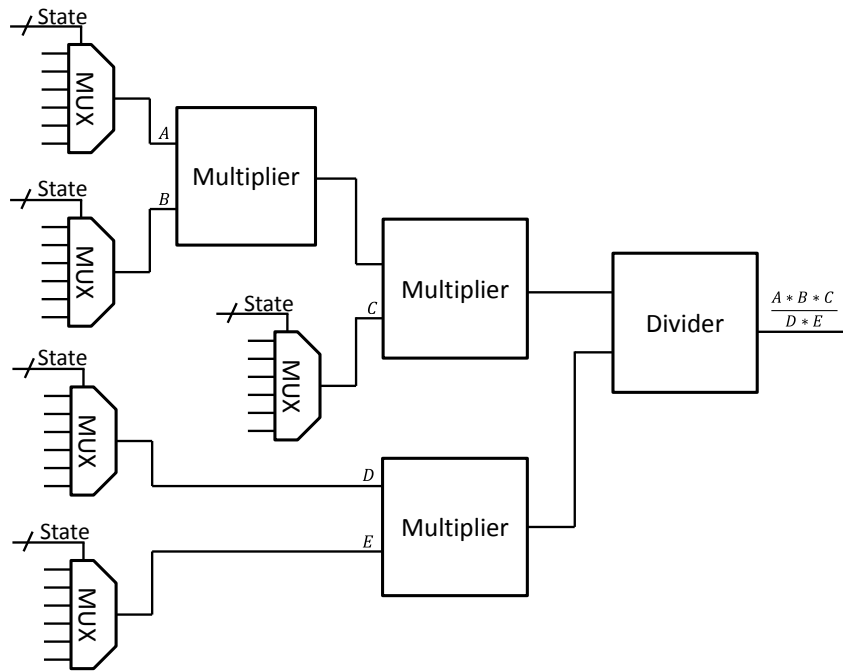 State
MUX
A
Multiplier
State
B
MUX
Multiplier
State
C
MUX
Divider
A * B * C
D * E
State
MUX
D
Multiplier
State
E
MUX